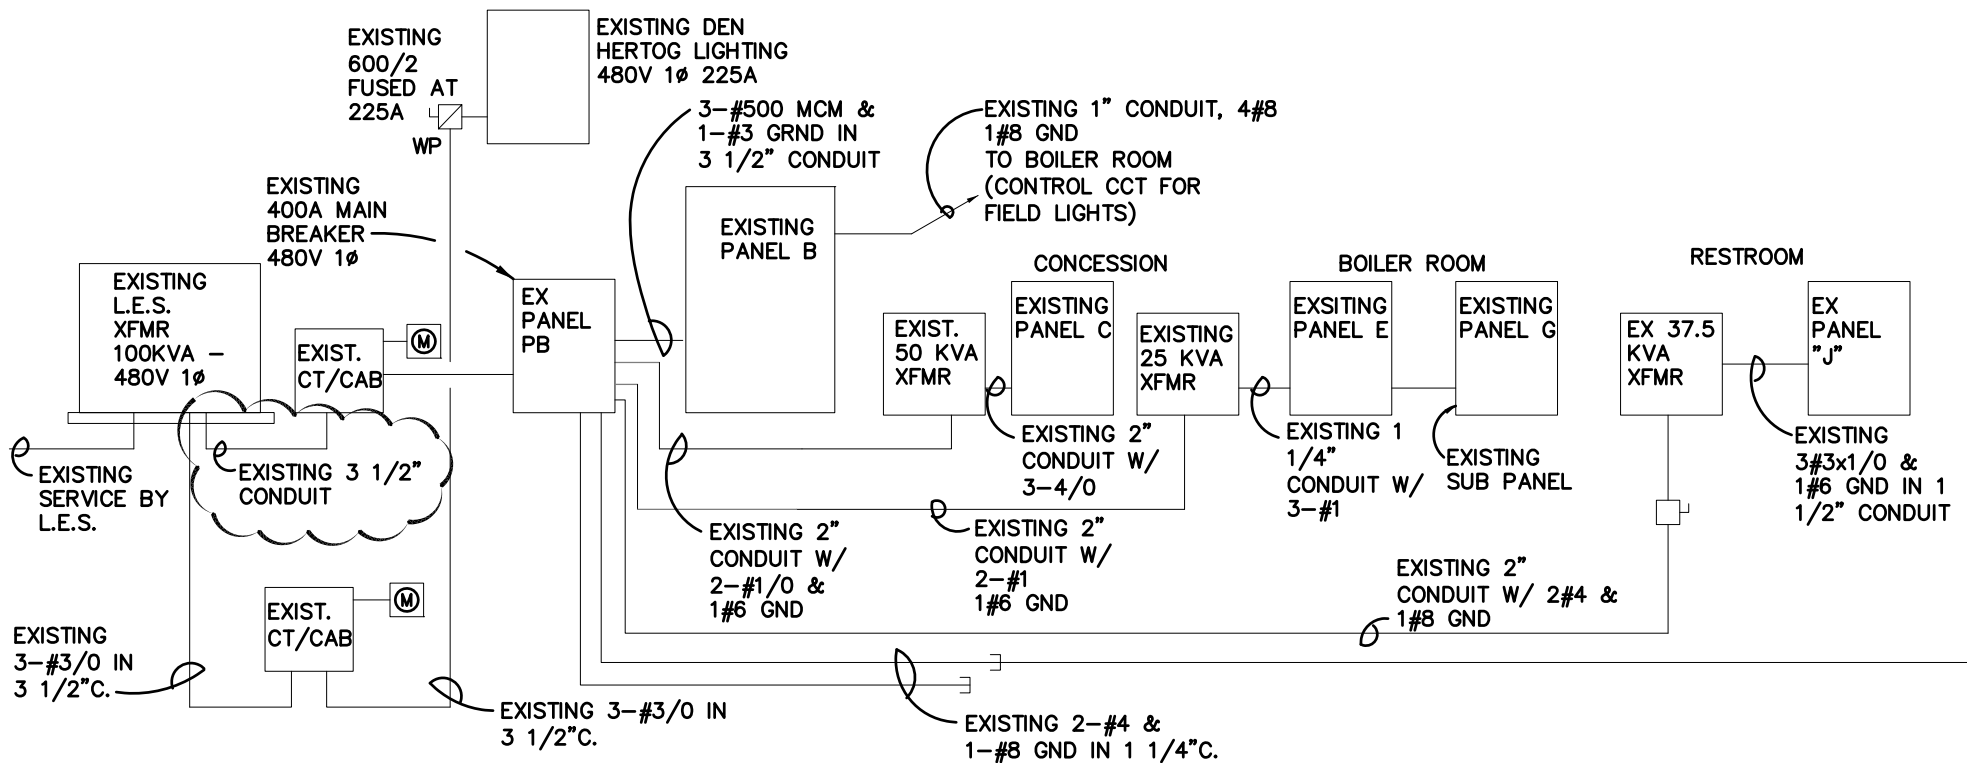 EXISTING
600/2
FUSED AT
225A
WP
EXISTING DEN
HERTOG LIGHTING
480V 1ø 225A
3-#500 MCM &
1-#3 GRND IN
3 1/2" CONDUIT
EXISTING 1" CONDUIT, 4#8
1#8 GND
TO BOILER ROOM
(CONTROL CCT FOR
FIELD LIGHTS)
EXISTING
400A MAIN
BREAKER
480V 1ø
EXISTING
PANEL B
EXISTING
L.E.S.
XFMR
100KVA -
480V 1ø
EXIST.
CT/CAB
M
EX
PANEL
PB
CONCESSION
EXIST.
50 KVA
XFMR
EXISTING
PANEL C
EXISTING
25 KVA
XFMR
BOILER ROOM
EXSITING
PANEL E
EXISTING
PANEL G
RESTROOM
EX 37.5
KVA
XFMR
EX
PANEL
"J"
EXISTING
SERVICE BY
L.E.S.
EXISTING 3 1/2"
CONDUIT
EXISTING 2"
CONDUIT W/
3-4/0
EXISTING 1
1/4"
CONDUIT W/
3-#1
EXISTING
SUB PANEL
EXISTING
3#3x1/0 &
1#6 GND IN 1
1/2" CONDUIT
EXISTING 2"
CONDUIT W/
2-#1/0 &
1#6 GND
EXISTING 2"
CONDUIT W/
2-#1
1#6 GND
EXISTING 2"
CONDUIT W/ 2#4 &
1#8 GND
EXIST.
CT/CAB
M
EXISTING
3-#3/0 IN
3 1/2"C.
EXISTING 3-#3/0 IN
3 1/2"C.
EXISTING 2-#4 &
1-#8 GND IN 1 1/4"C.